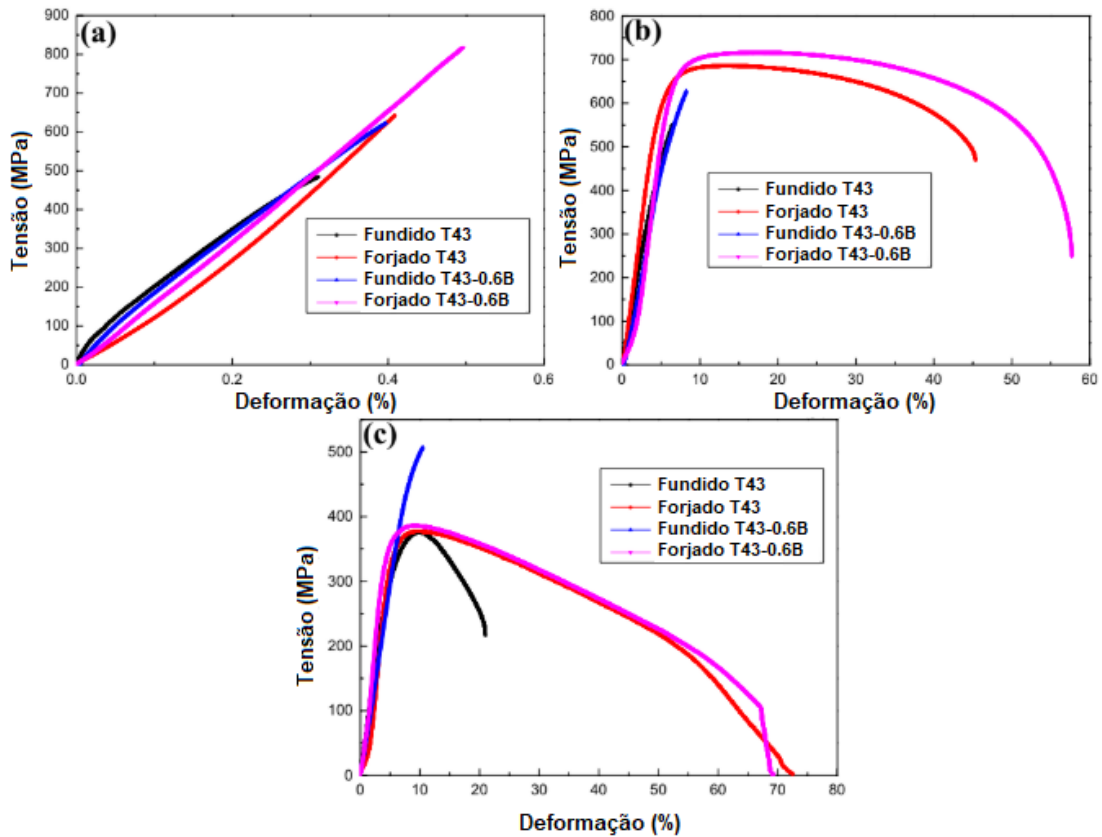 (a)
Tensão (MPa)
900
800
700
600
500
400
300
200
100
0
Fundido T43
Forjado T43
Fundido T43-0.6B
Forjado T43-0.6B
0.0 0.2 0.4 0.6
Deformação (%)
(b)
Tensão (MPa)
800
700
600
500
400
300
200
100
0
Fundido T43
Forjado T43
Fundido T43-0.6B
Forjado T43-0.6B
0 10 20 30 40 50 60
Deformação (%)
(c)
Tensão (MPa)
500
400
300
200
100
0
Fundido T43
Forjado T43
Fundido T43-0.6B
Forjado T43-0.6B
0 10 20 30 40 50 60 70 80
Deformação (%)